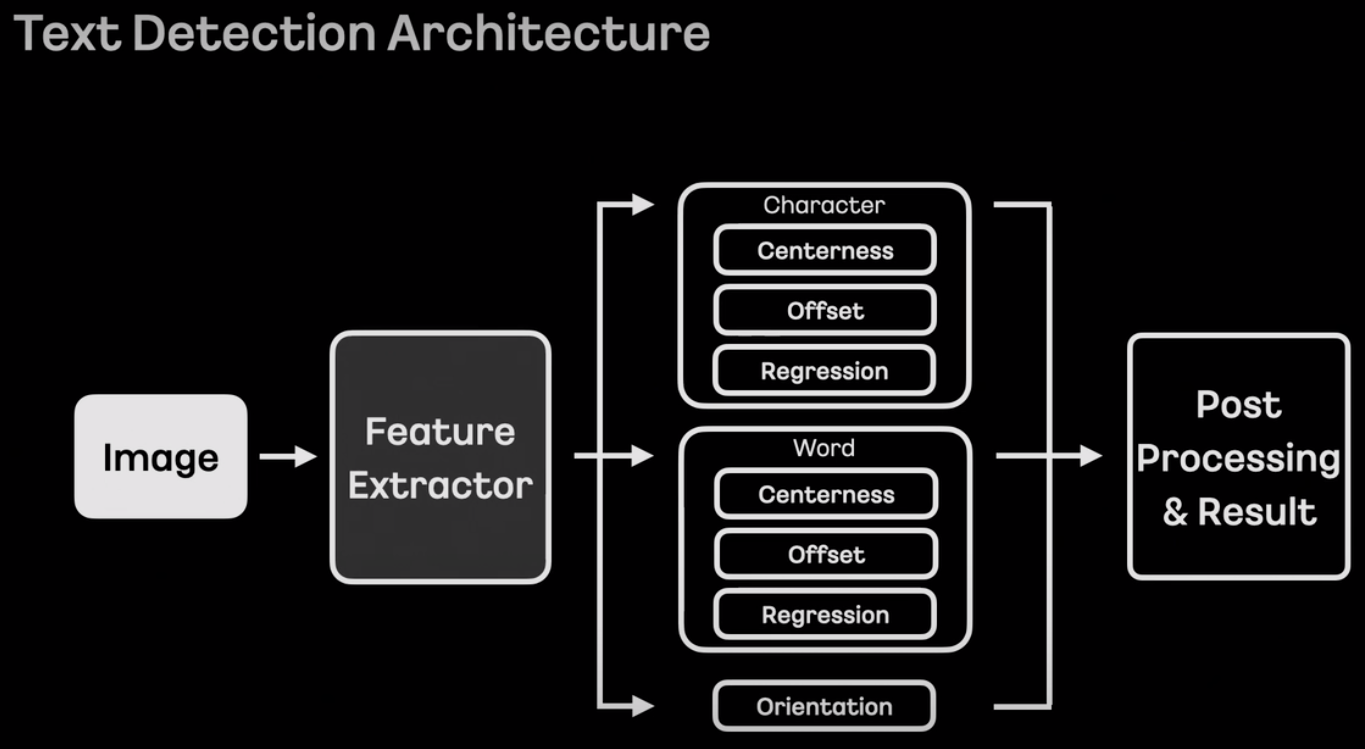 Text Detection Architecture
Image
Feature
Extractor
Character
Centerness
Offset
Regression
Word
Centerness
Offset
Regression
Orientation
Post
Processing
& Result